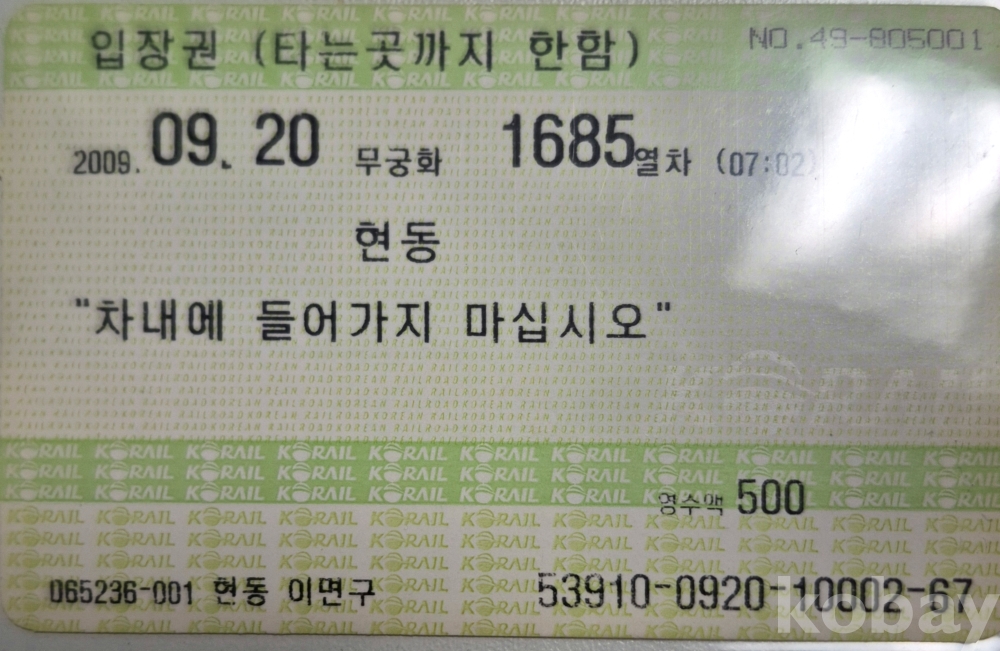 입장권 (타는곳까지 한함)
NO.49-805001
2009. 09. 20 무궁화 1685열차 (07:02)
현동
"차내에 들어가지 마십시오"
영수액 500
065236-001 현동 이면구
53910-0920-10002-67
KORAIL
kobay